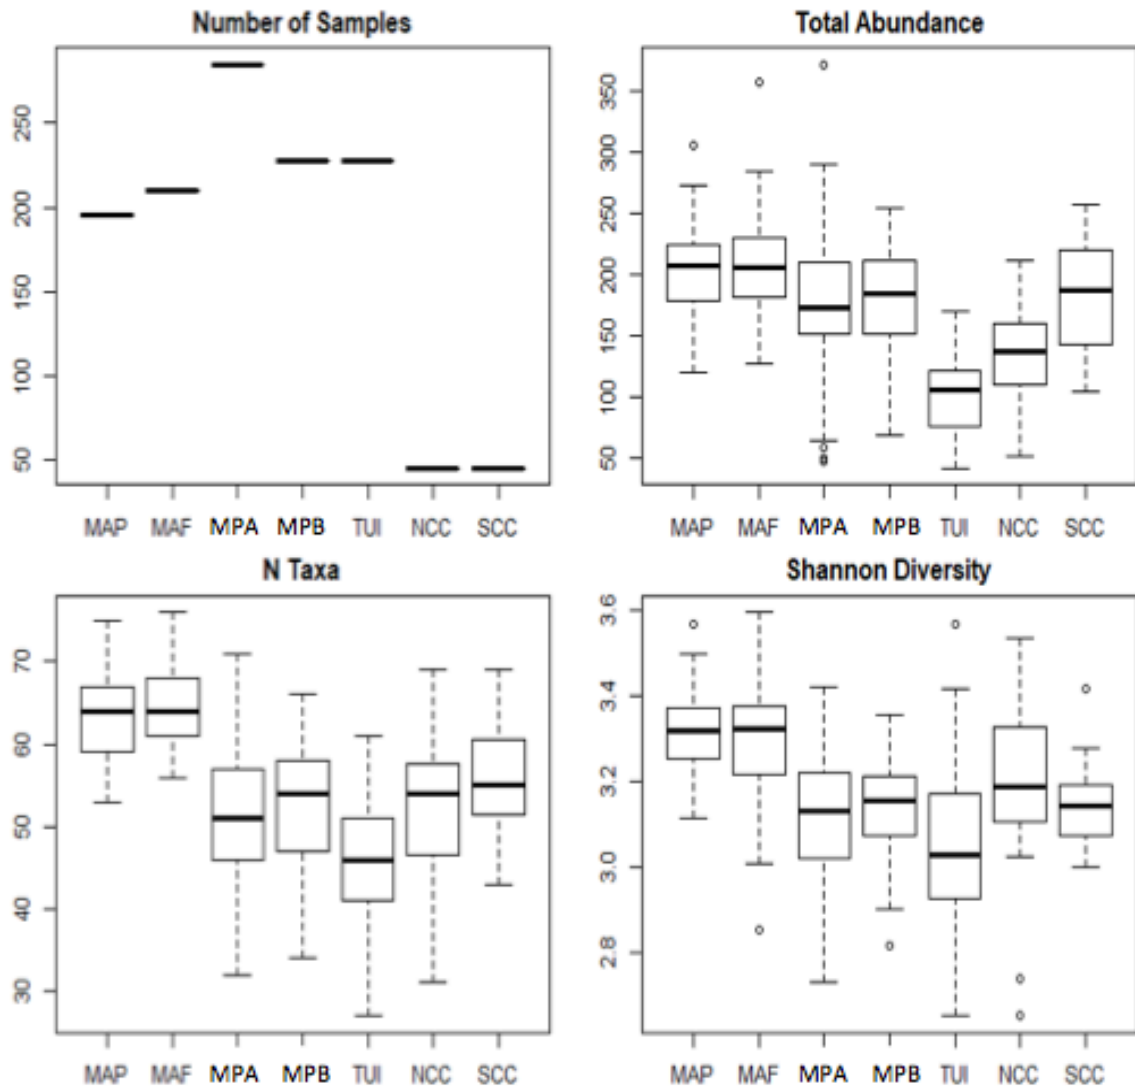 Number of Samples
250
200
150
100
50
MAP MAF MPA MPB TUI NCC SCC
Total Abundance
350
300
250
200
150
100
50
MAP MAF MPA MPB TUI NCC SCC
N Taxa
70
60
50
40
30
MAP MAF MPA MPB TUI NCC SCC
Shannon Diversity
3.6
3.4
3.2
3.0
2.8
MAP MAF MPA MPB TUI NCC SCC